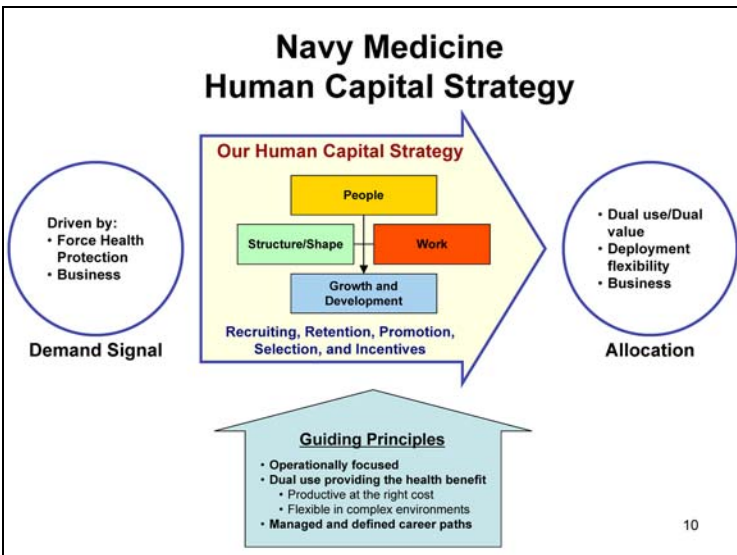 Navy Medicine
Human Capital Strategy
Our Human Capital Strategy
Driven by:
• Force Health
Protection
• Business
Demand Signal
People
Structure/Shape
Work
Growth and
Development
Recruiting, Retention, Promotion,
Selection, and Incentives
• Dual use/Dual
value
• Deployment
flexibility
• Business
Allocation
Guiding Principles
• Operationally focused
• Dual use providing the health benefit
• Productive at the right cost
• Flexible in complex environments
• Managed and defined career paths
10